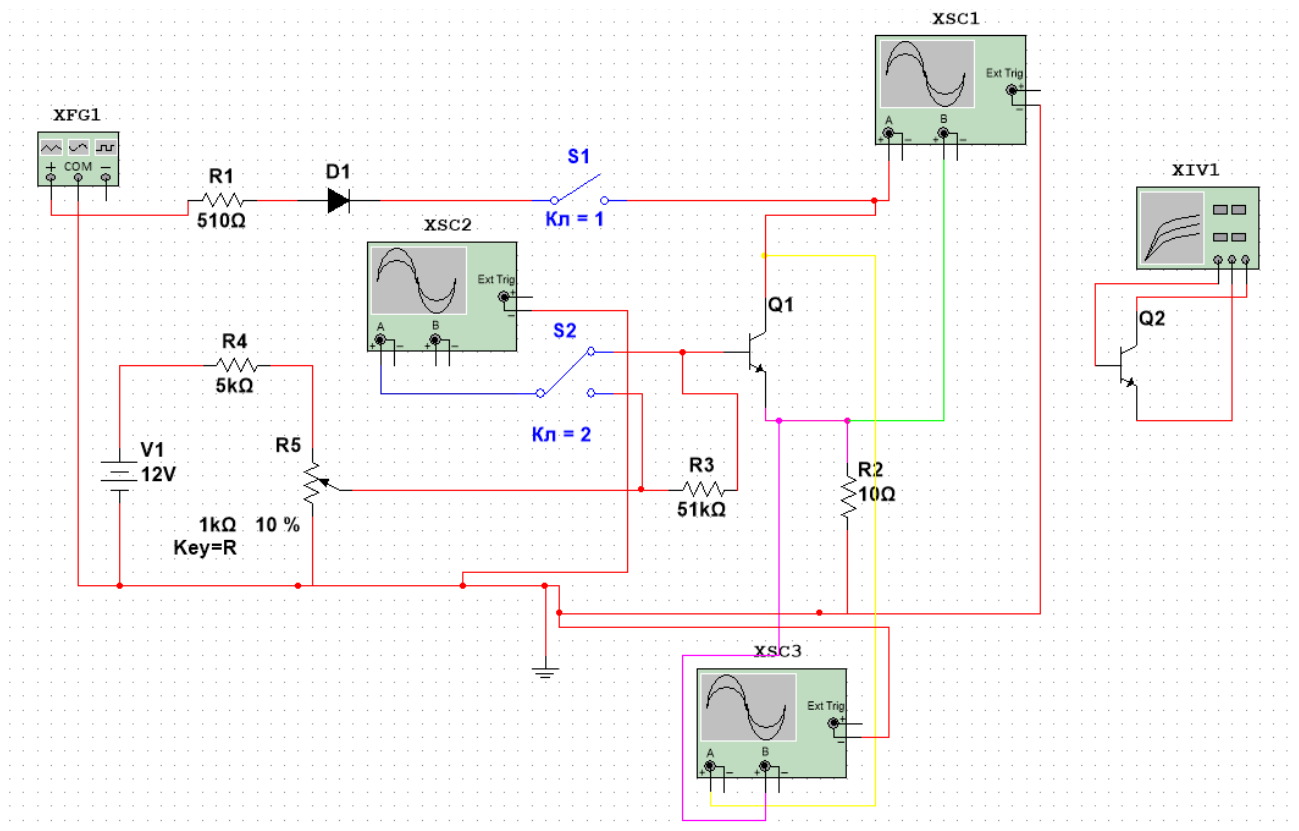 XSC1
Ext Trig
+
−
A
B
+ − + −
XFG1
+ COM −
R1
510Ω
D1
S1
Кл = 1
XIV1
XSC2
Ext Trig
+
−
A
B
+ − + −
Q1
Q2
S2
Кл = 2
R4
5kΩ
V1
12V
R5
1kΩ 10 %
Key=R
R3
51kΩ
R2
10Ω
XSC3
Ext Trig
+
−
A
B
+ − + −